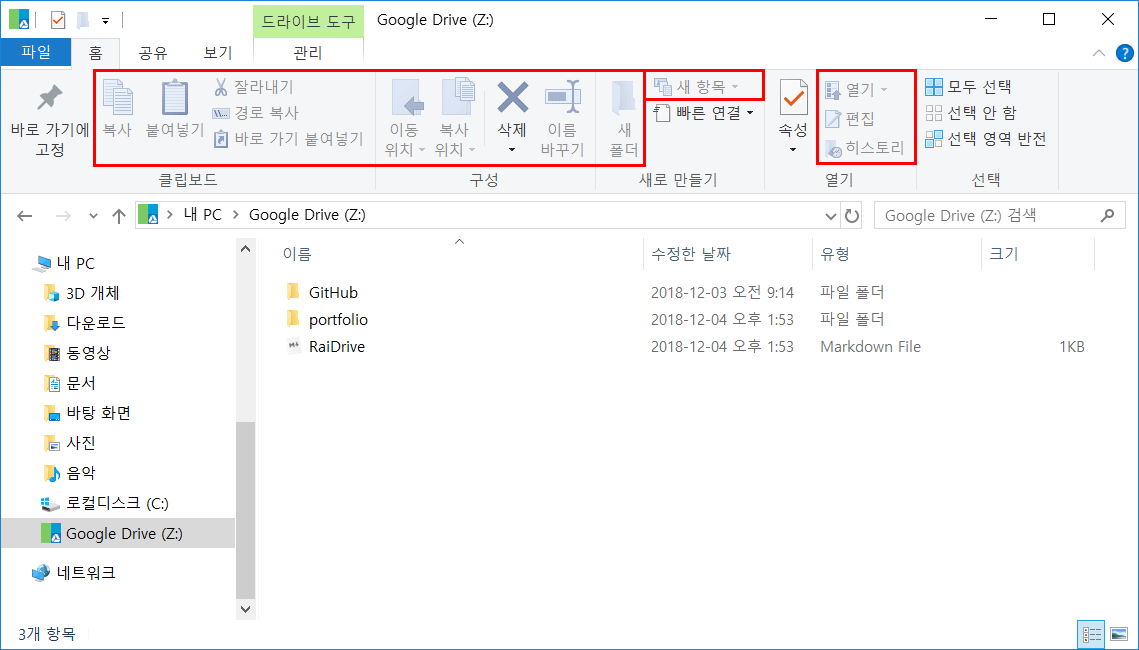 드라이브 도구
Google Drive (Z:)
파일
홈
공유
보기
관리
?
바로 가기에
고정
복사
붙여넣기
잘라내기
경로 복사
바로 가기 붙여넣기
클립보드
이동
위치
복사
위치
삭제
이름
바꾸기
구성
새
폴더
새 항목
빠른 연결
새로 만들기
속성
열기
편집
히스토리
열기
모두 선택
선택 안 함
선택 영역 반전
선택
내 PC
Google Drive (Z:)
Google Drive (Z:) 검색
내 PC
3D 개체
다운로드
동영상
문서
바탕 화면
사진
음악
로컬디스크 (C:)
Google Drive (Z:)
네트워크
이름 수정한 날짜 유형 크기
GitHub 2018-12-03 오전 9:14 파일 폴더
portfolio 2018-12-04 오후 1:53 파일 폴더
RaiDrive 2018-12-04 오후 1:53 Markdown File 1KB
3개 항목